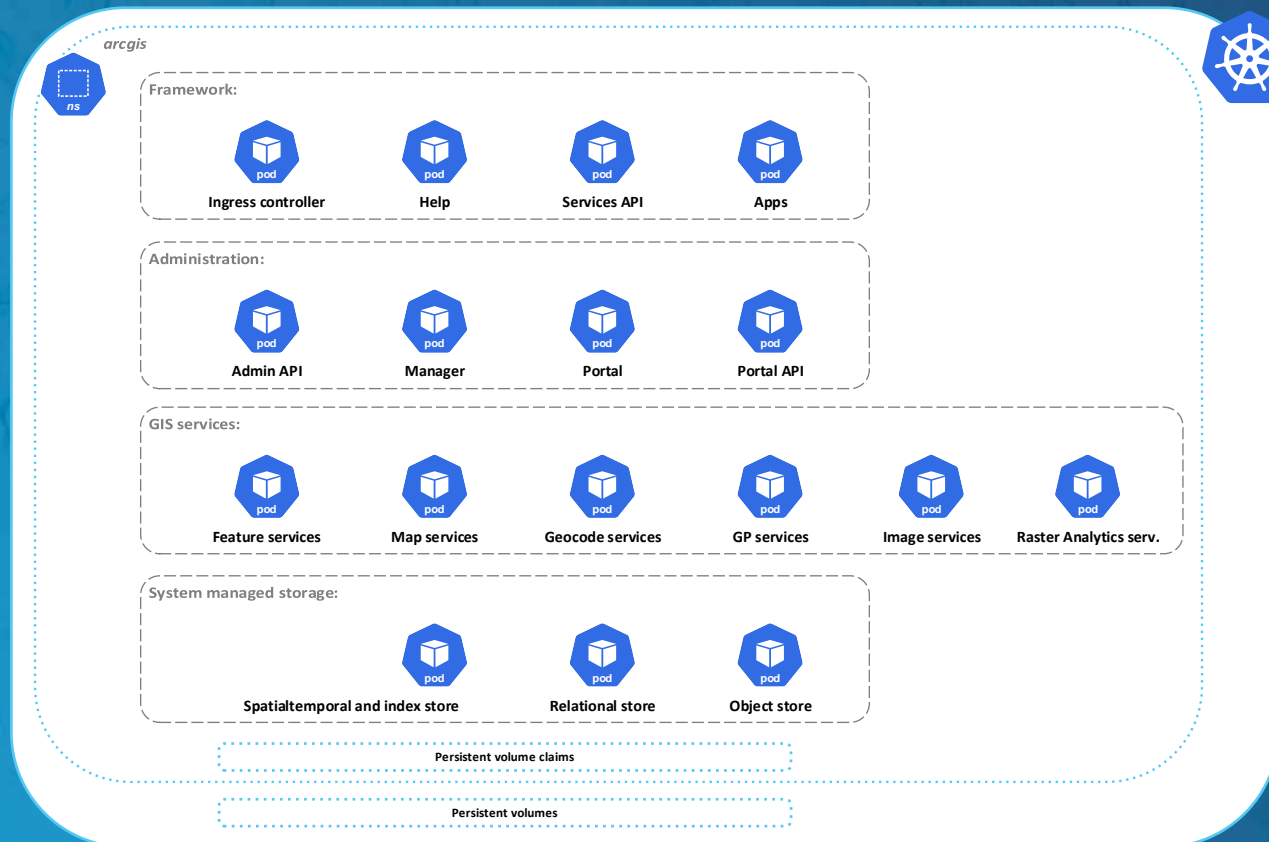 arcgis
ns
Framework:
pod pod pod pod
Ingress controller Help Services API Apps
Administration:
pod pod pod pod
Admin API Manager Portal Portal API
GIS services:
pod pod pod pod pod pod
Feature services Map services Geocode services GP services Image services Raster Analytics serv.
System managed storage:
pod pod pod
Spatialtemporal and index store Relational store Object store
Persistent volume claims
Persistent volumes